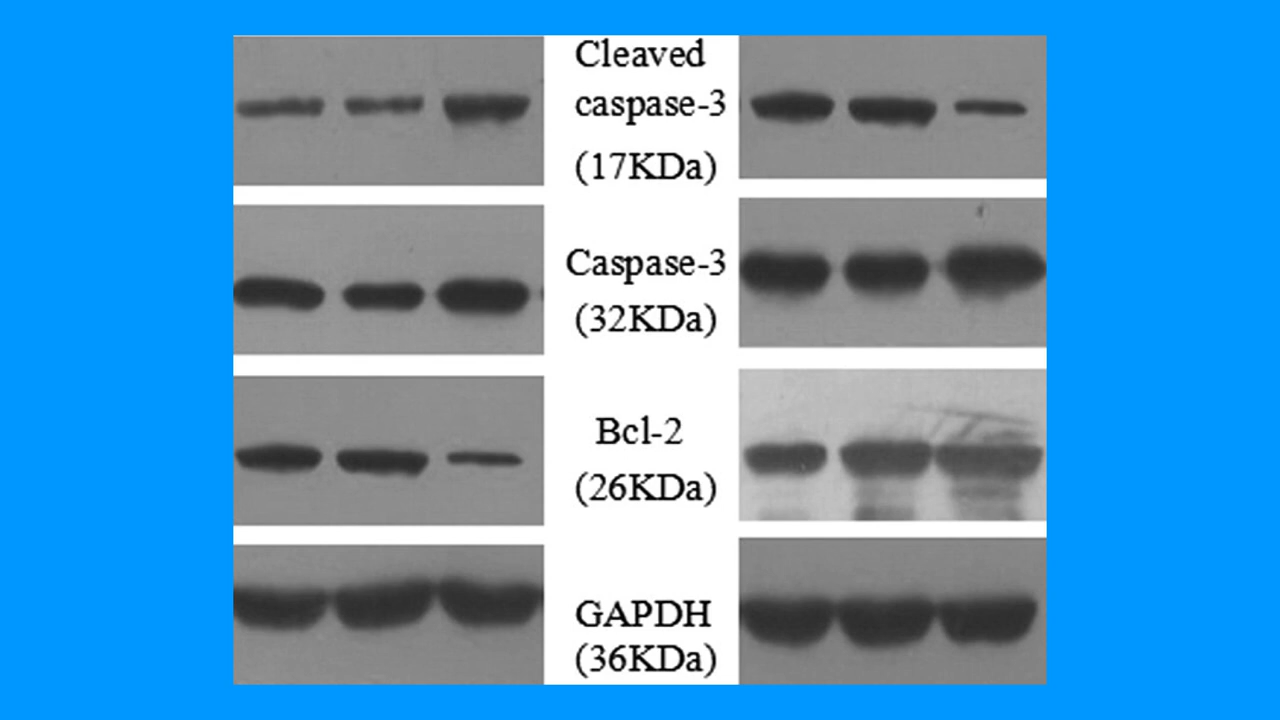 Cleaved
caspase-3
(17KDa)
Caspase-3
(32KDa)
Bcl-2
(26KDa)
GAPDH
(36KDa)